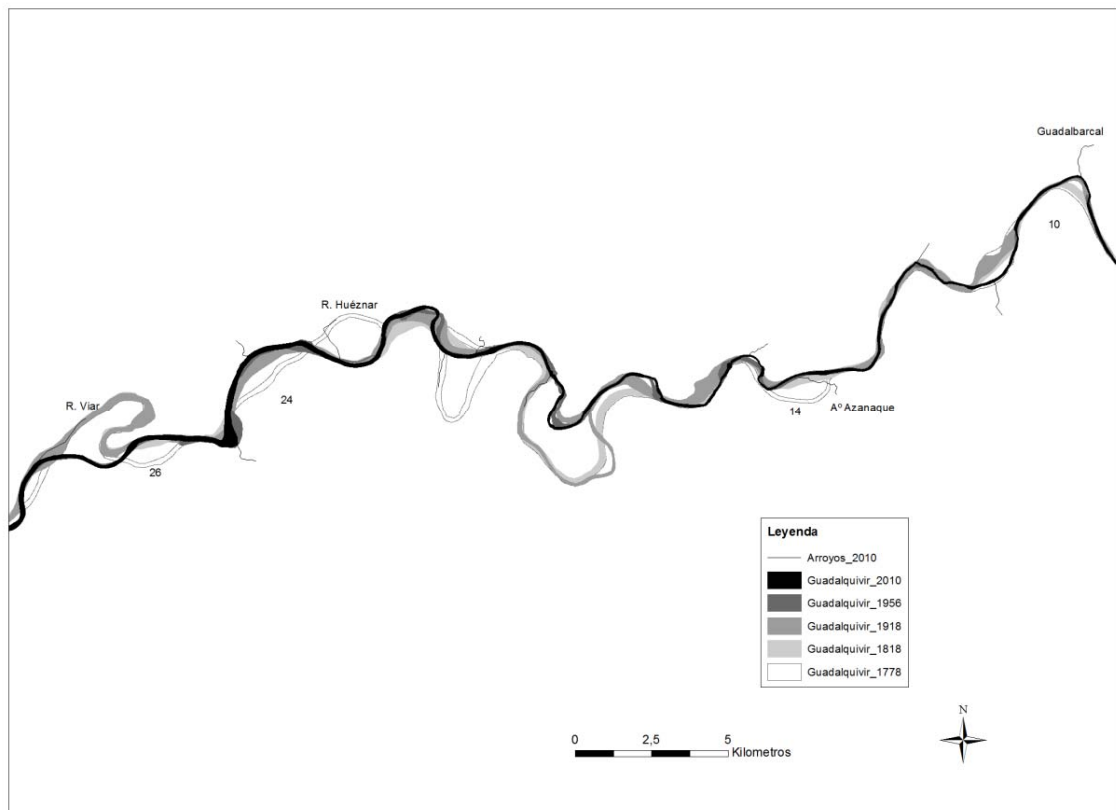 Guadalbarcal
10
R. Huéznar
24
R. Viar
14
Aº Azanaque
26
Leyenda
Arroyos_2010
Guadalquivir_2010
Guadalquivir_1956
Guadalquivir_1918
Guadalquivir_1818
Guadalquivir_1778
N
0 2,5 5
Kilometros